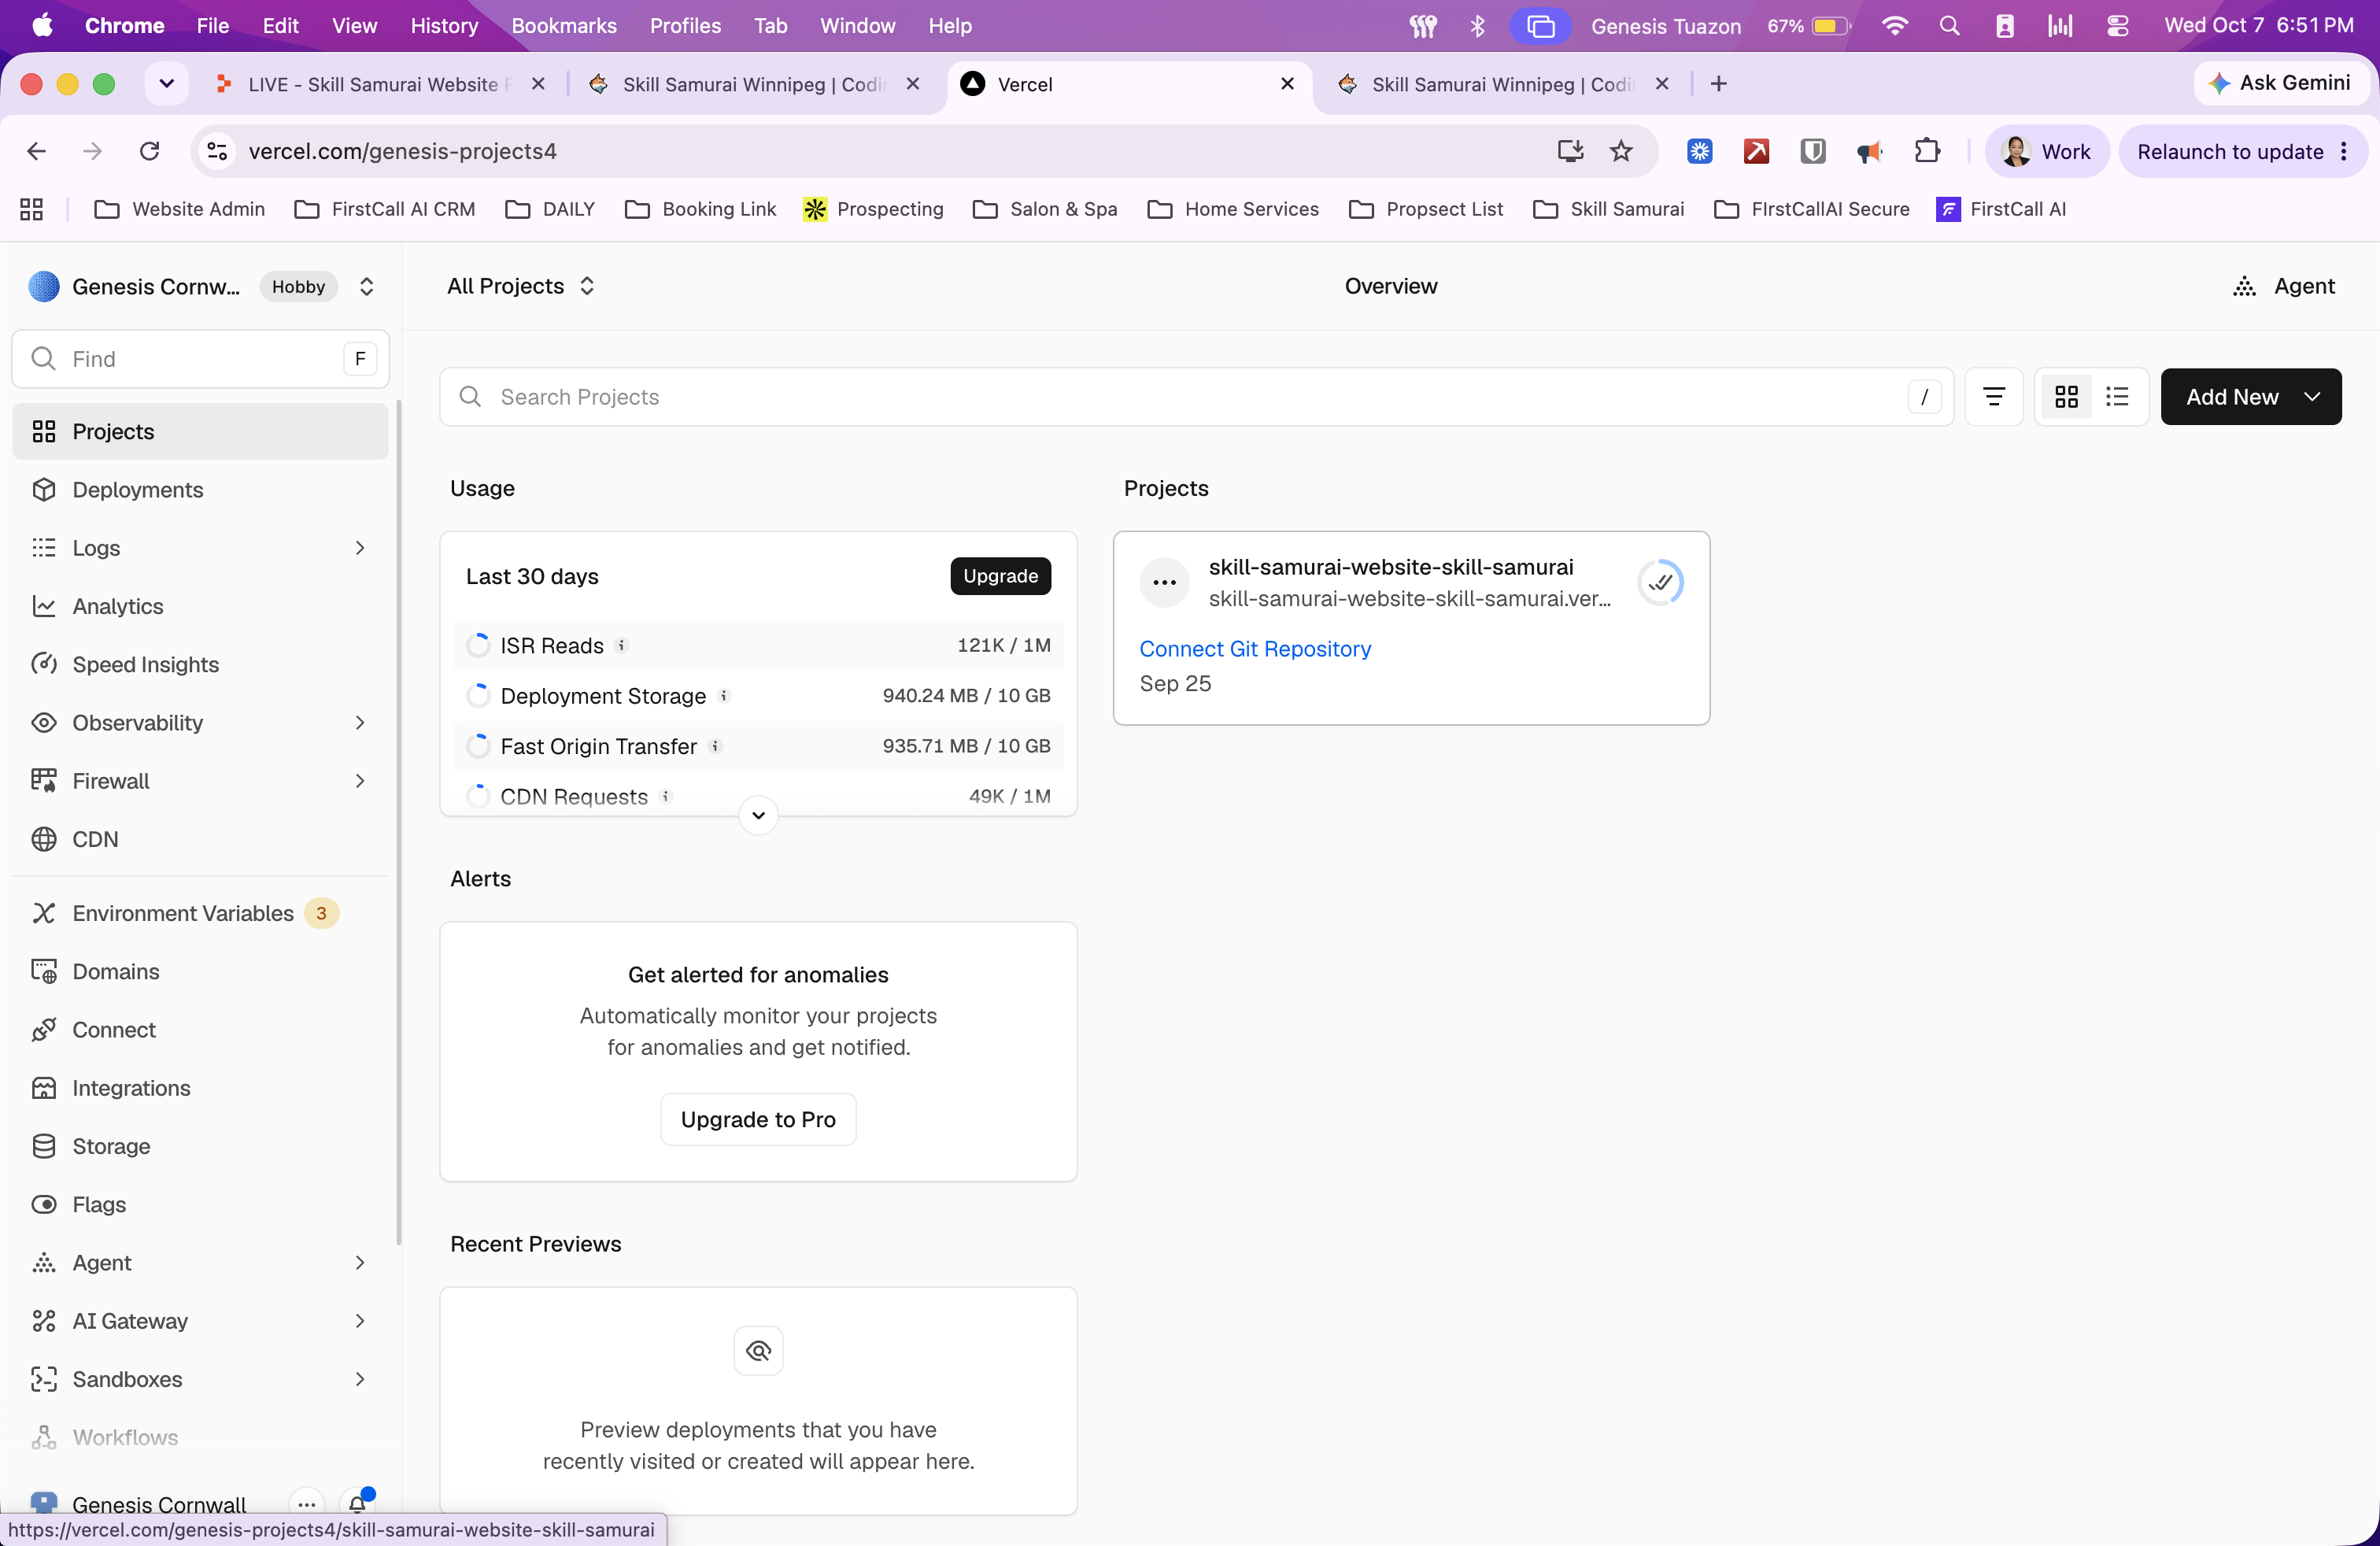 Chrome File Edit View History Bookmarks Profiles Tab Window Help Genesis Tuazon 67% Wed Oct 7 6:51 PM
LIVE - Skill Samurai Website Skill Samurai Winnipeg | Codi Vercel Skill Samurai Winnipeg | Codi Ask Gemini
vercel.com/genesis-projects4 Work Relaunch to update
Website Admin FirstCall AI CRM DAILY Booking Link Prospecting Salon & Spa Home Services Propsect List Skill Samurai FIrstCallAI Secure FirstCall AI
Genesis Cornw... Hobby
All Projects Overview Agent
Find F
Search Projects / Add New
Projects
Deployments
Logs
Analytics
Speed Insights
Observability
Firewall
CDN
Environment Variables 3
Domains
Connect
Integrations
Storage
Flags
Agent
AI Gateway
Sandboxes
Workflows
Genesis Cornwall
Usage
Last 30 days Upgrade
ISR Reads 121K / 1M
Deployment Storage 940.24 MB / 10 GB
Fast Origin Transfer 935.71 MB / 10 GB
CDN Requests 49K / 1M
Alerts
Get alerted for anomalies
Automatically monitor your projects
for anomalies and get notified.
Upgrade to Pro
Recent Previews
Preview deployments that you have
recently visited or created will appear here.
Projects
skill-samurai-website-skill-samurai
skill-samurai-website-skill-samurai.ver...
Connect Git Repository
Sep 25
https://vercel.com/genesis-projects4/skill-samurai-website-skill-samurai